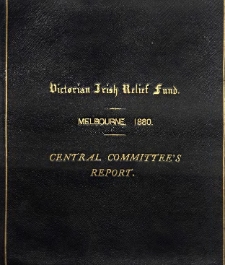 Victorian Irish Relief Fund.
MELBOURNE, 1880.
CENTRAL COMMITTEE'S
REPORT.